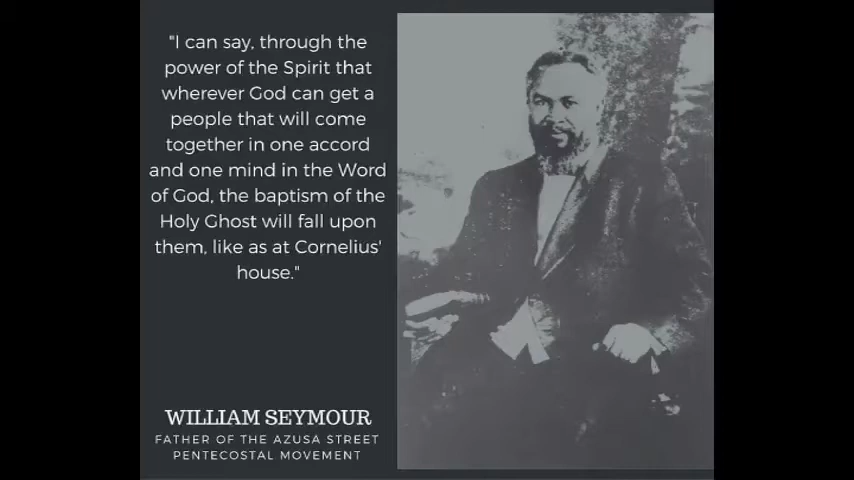 "I can say, through the
power of the Spirit that
wherever God can get a
people that will come
together in one accord
and one mind in the Word
of God, the baptism of the
Holy Ghost will fall upon
them, like as at Cornelius'
house."
WILLIAM SEYMOUR
FATHER OF THE AZUSA STREET
PENTECOSTAL MOVEMENT